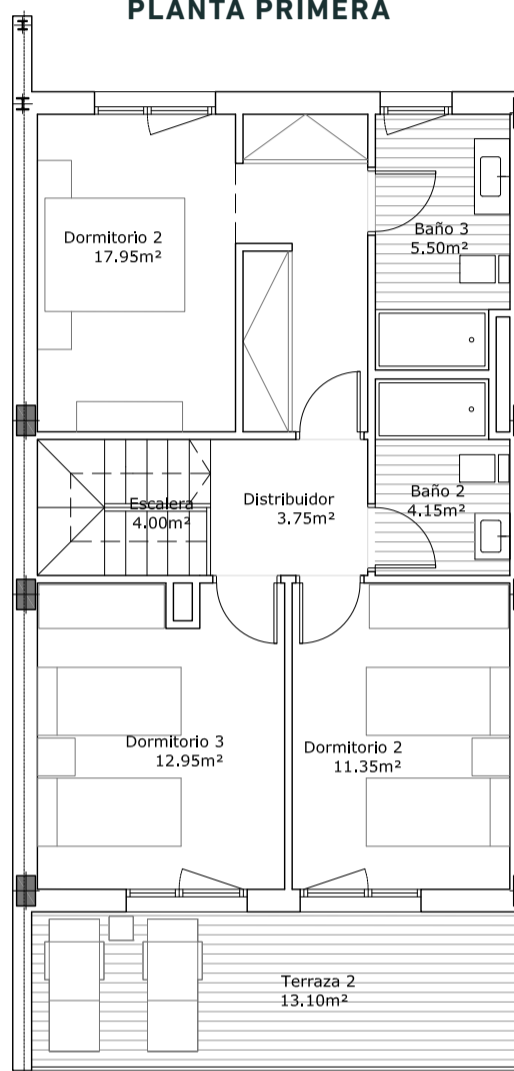 PLANTA PRIMERA
Dormitorio 2
17.95m²
Baño 3
5.50m²
Escalera
4.00m²
Distribuidor
3.75m²
Baño 2
4.15m²
Dormitorio 3
12.95m²
Dormitorio 2
11.35m²
Terraza 2
13.10m²